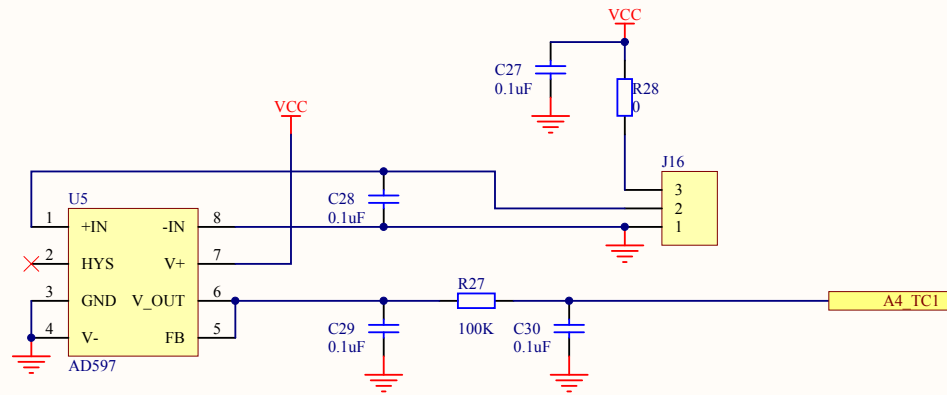 VCC
C27
0.1uF
R28
0
VCC
J16
3
2
1
U5
C28
0.1uF
1 +IN -IN 8
2 HYS V+ 7
3 GND V_OUT 6
4 V- FB 5
AD597
R27
100K
C29
0.1uF
C30
0.1uF
A4_TC1